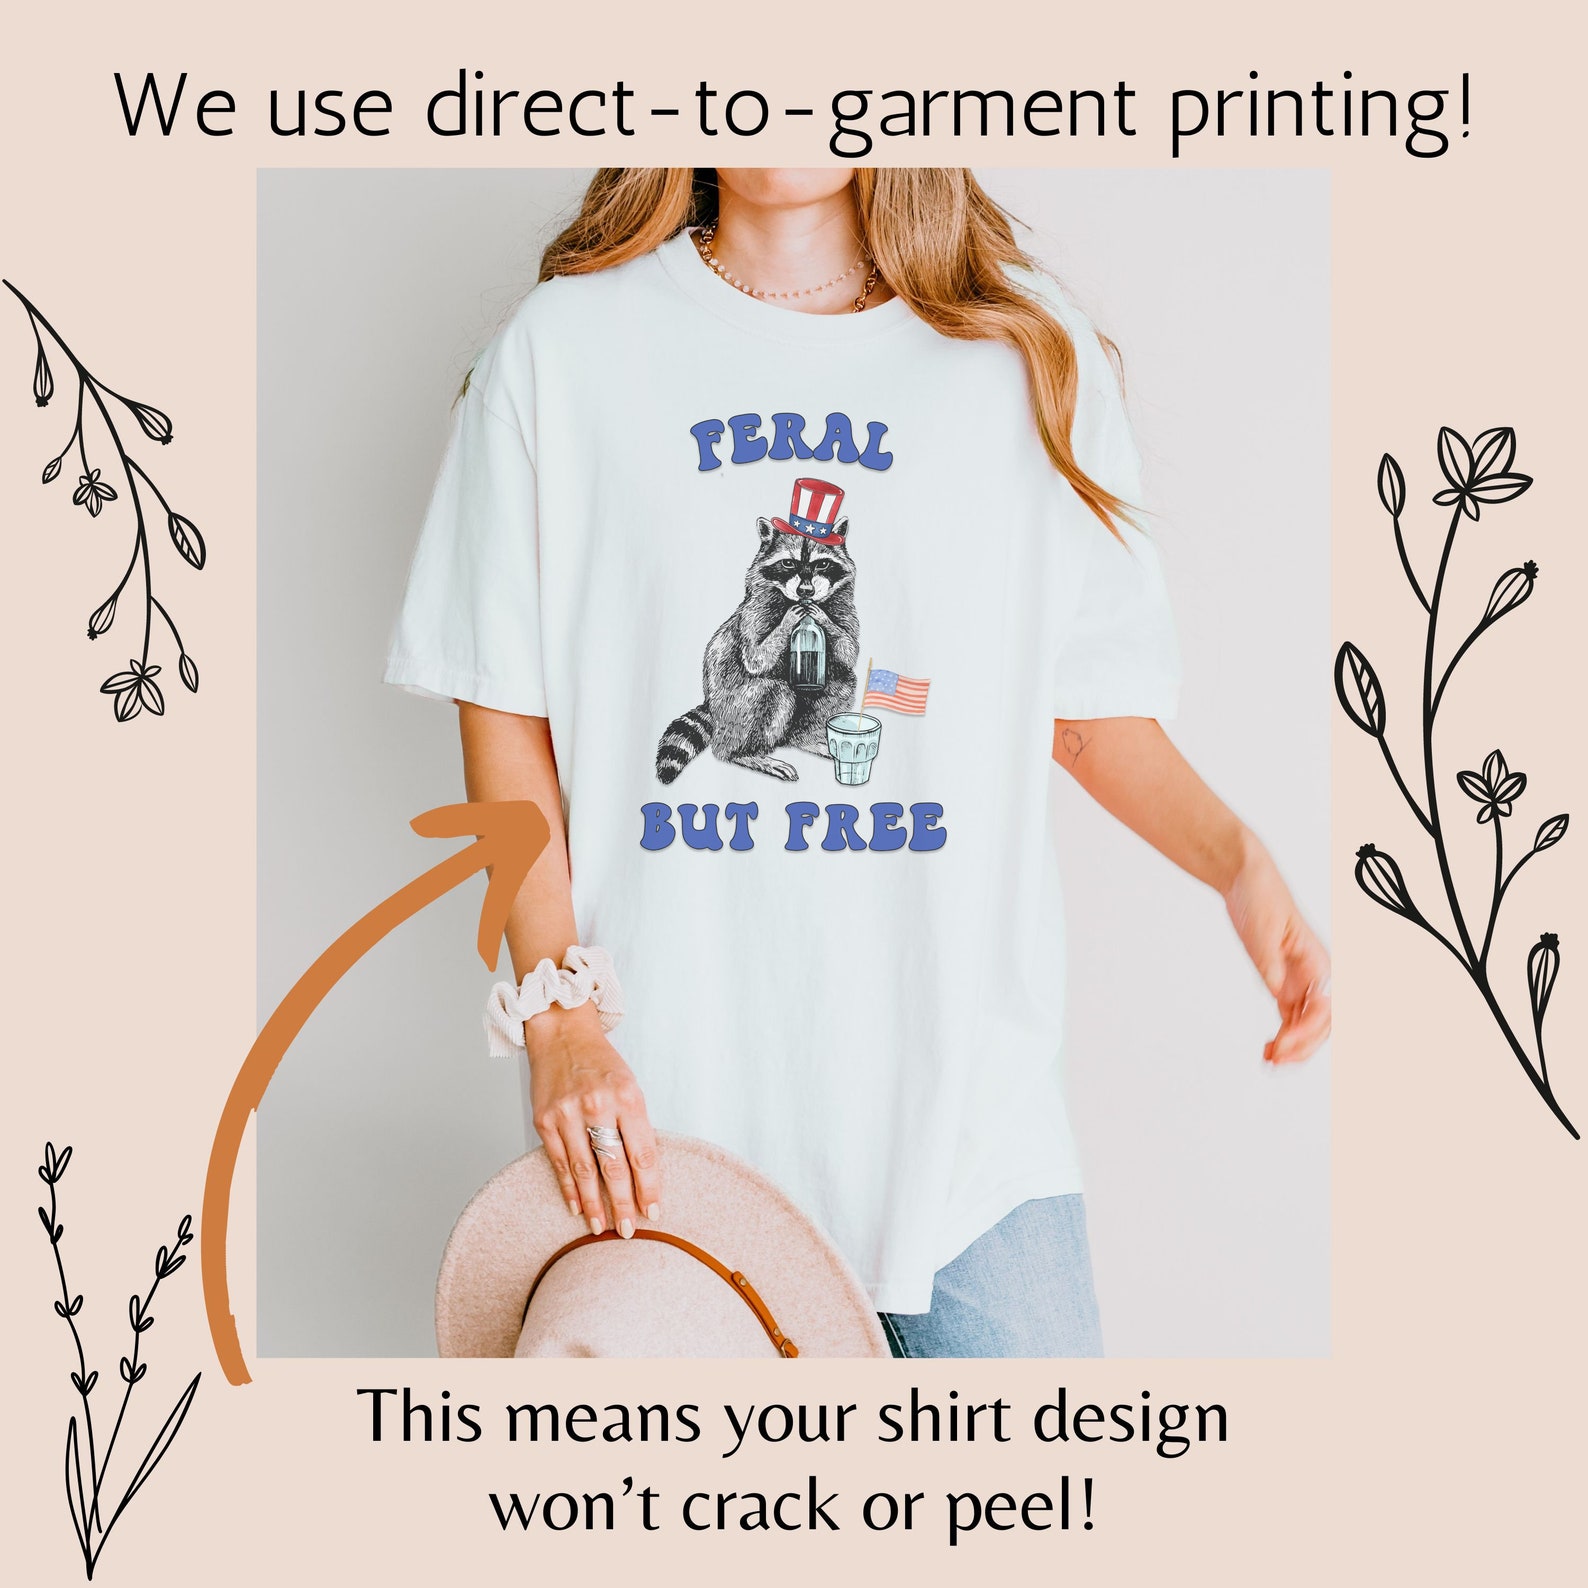 We use direct-to-garment printing!
FERAL
BUT FREE
This means your shirt design
won't crack or peel!